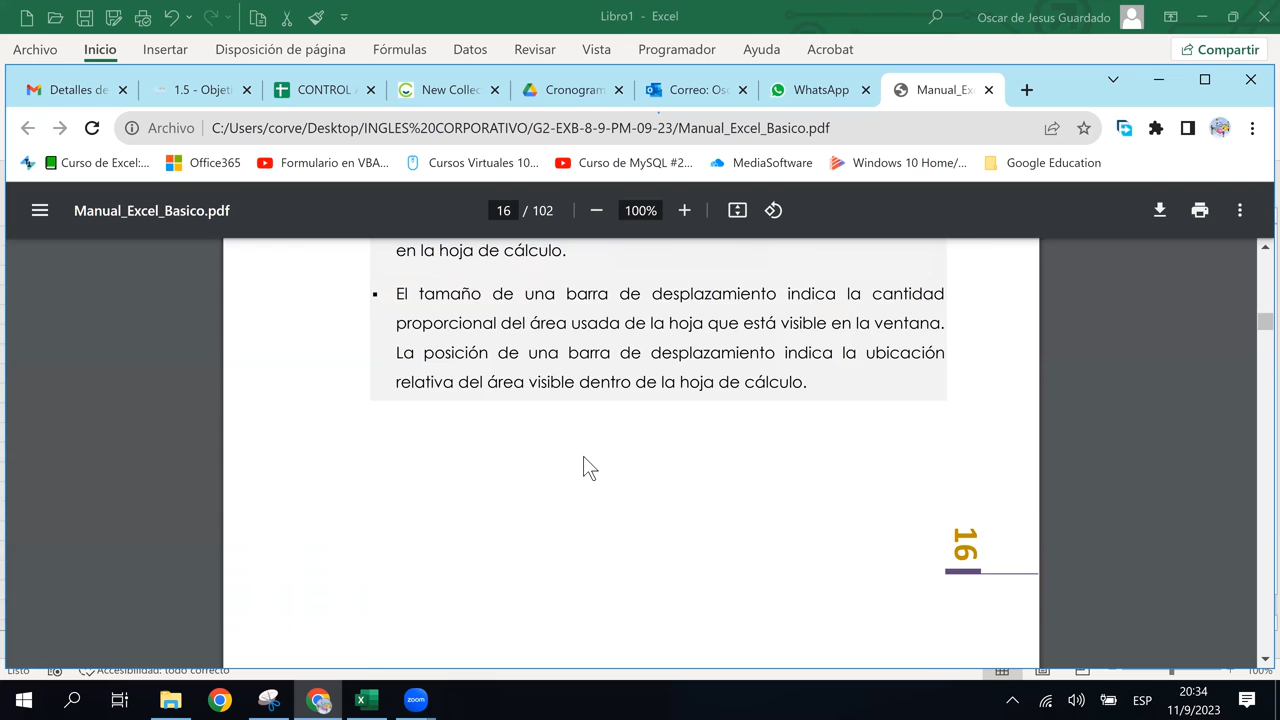 Libro1 - Excel
Oscar de Jesus Guardado
Archivo Inicio Insertar Disposición de página Fórmulas Datos Revisar Vista Programador Ayuda Acrobat Compartir
Detalles de 1.5 - Objeti CONTROL New Collec Cronogram Correo: Osc WhatsApp Manual_Ex
Archivo C:/Users/corve/Desktop/INGLES%20CORPORATIVO/G2-EXB-8-9-PM-09-23/Manual_Excel_Basico.pdf
Curso de Excel:... Office365 Formulario en VBA... Cursos Virtuales 10... Curso de MySQL #2... MediaSoftware Windows 10 Home/... Google Education
Manual_Excel_Basico.pdf 16 / 102 100%
en la hoja de cálculo.
▪ El tamaño de una barra de desplazamiento indica la cantidad
proporcional del área usada de la hoja que está visible en la ventana.
La posición de una barra de desplazamiento indica la ubicación
relativa del área visible dentro de la hoja de cálculo.
16
Listo Accesibilidad: todo correcto 100%
zoom
ESP
20:34
11/9/2023